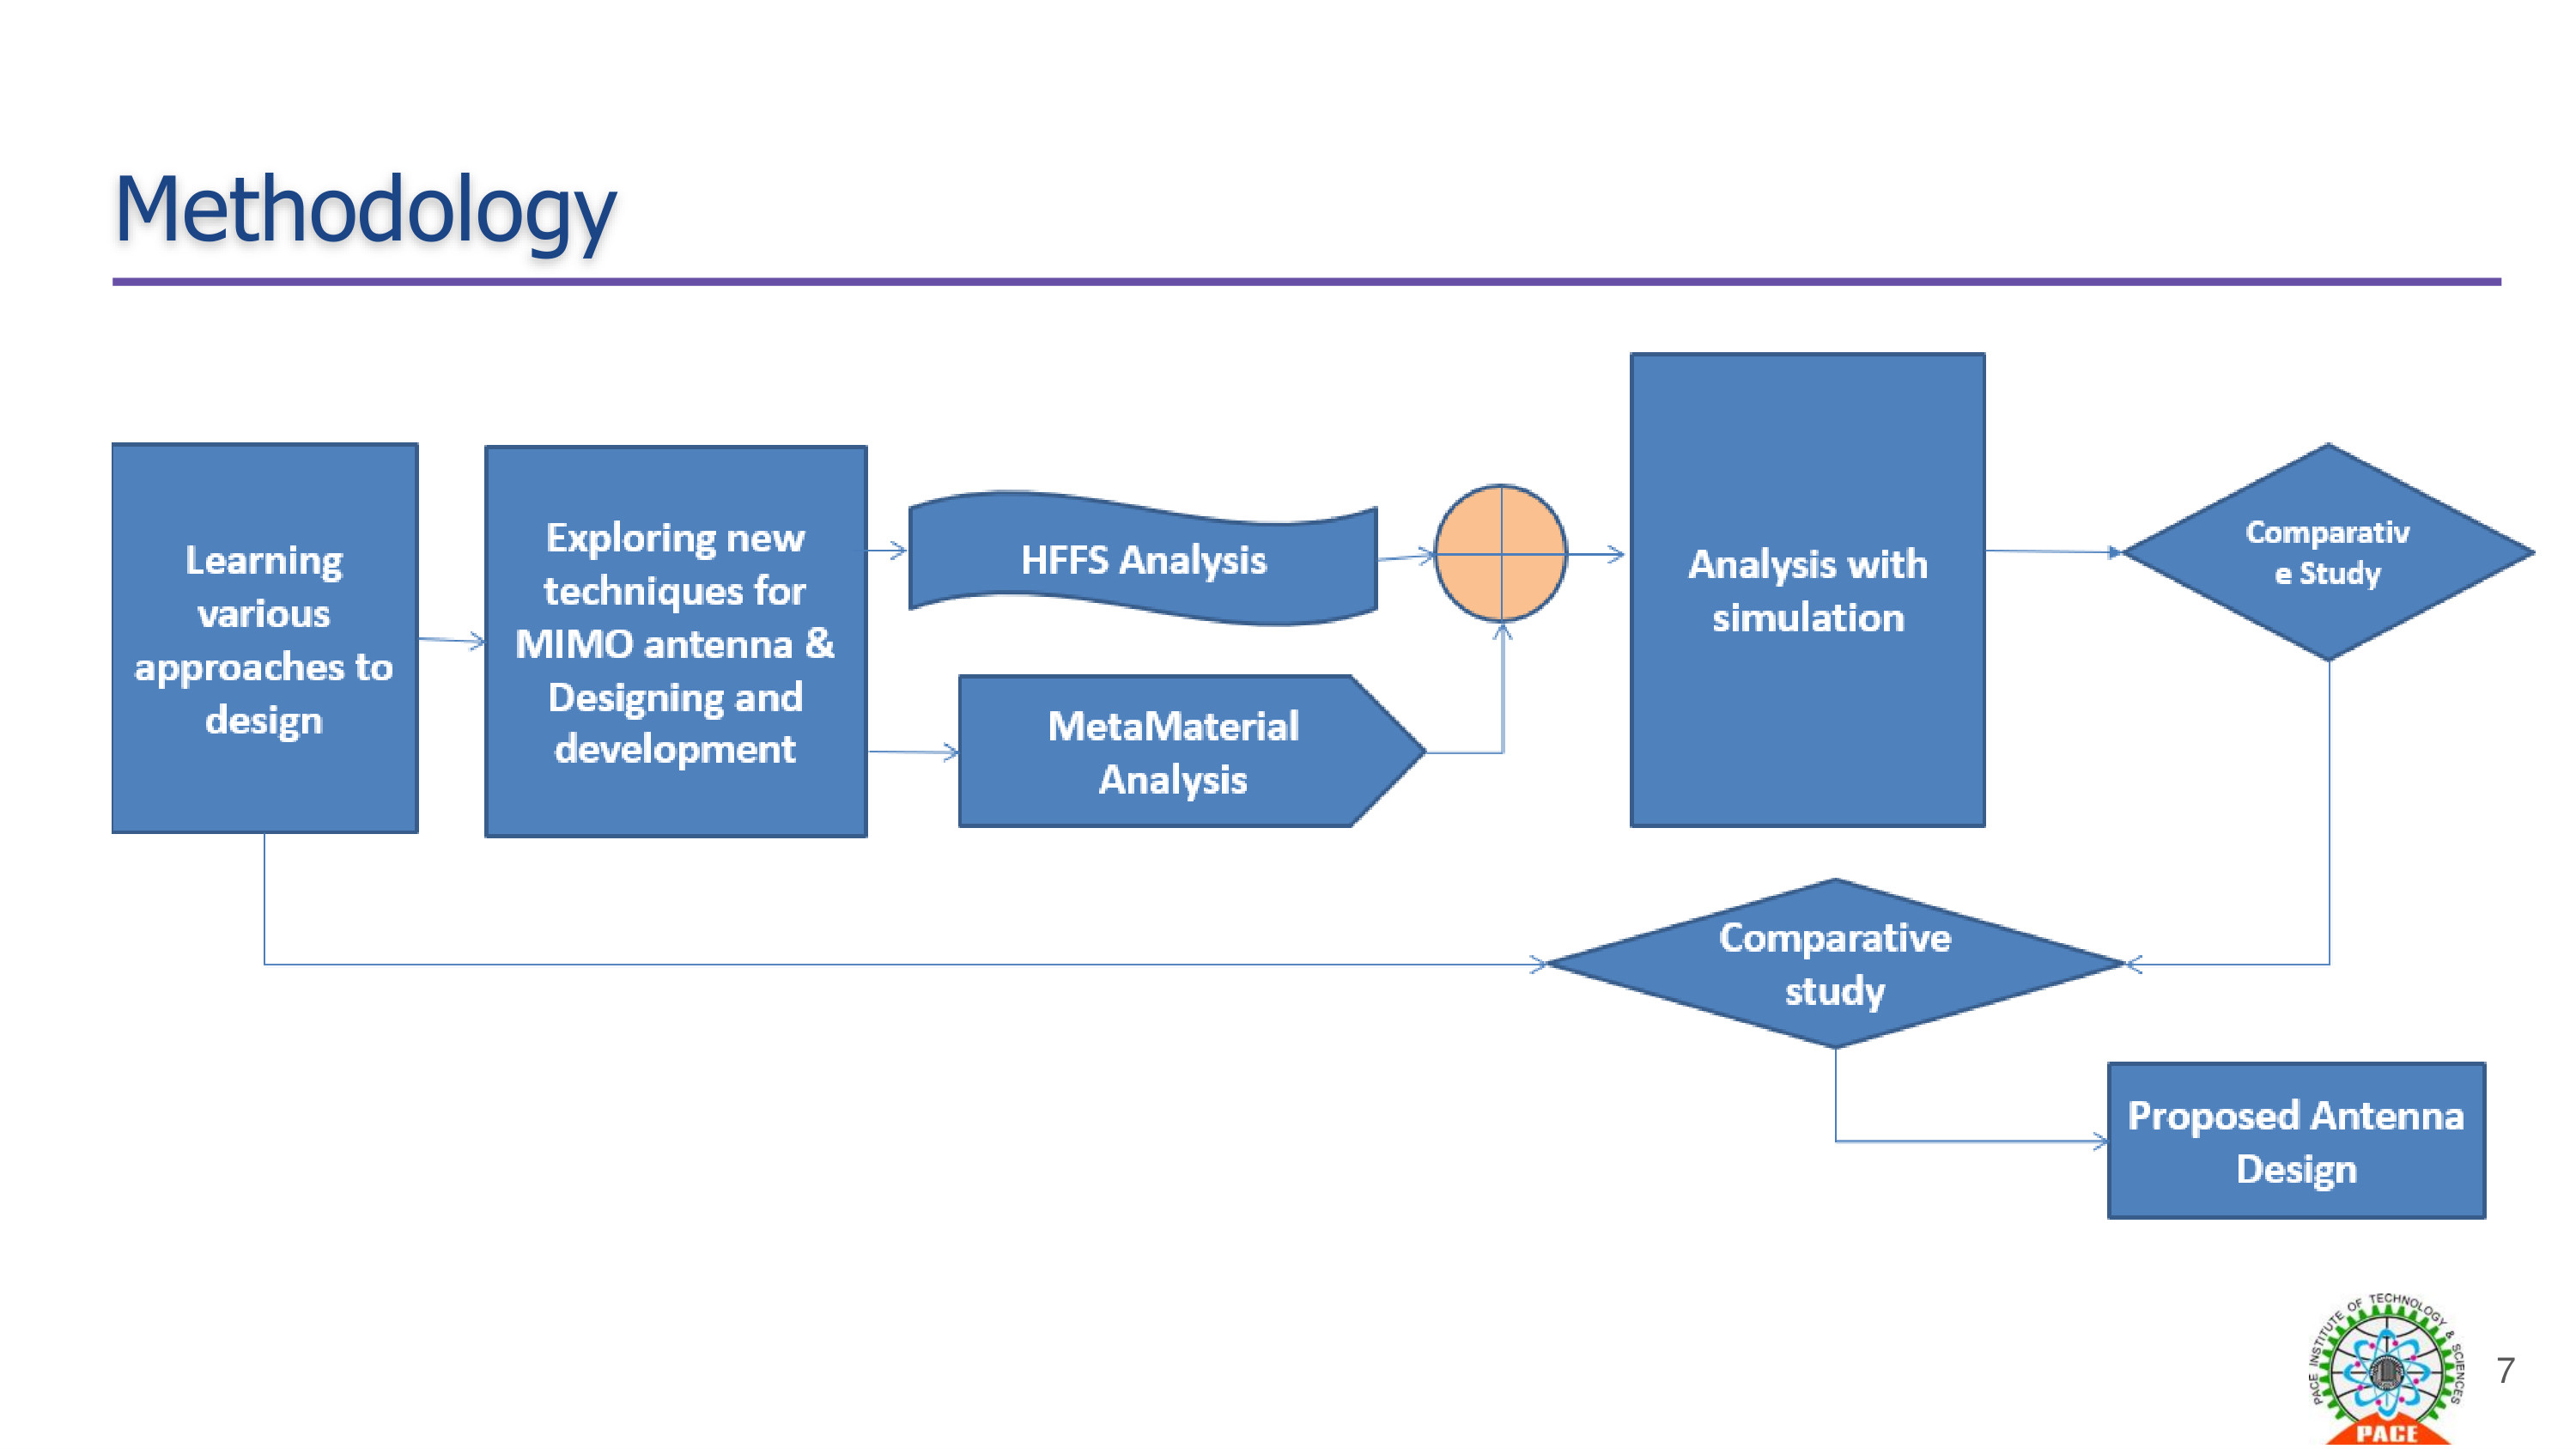 Methodology
Learning
various
approaches to
design
Exploring new
techniques for
MIMO antenna &
Designing and
development
HFFS Analysis
MetaMaterial
Analysis
Analysis with
simulation
Comparativ
e Study
Comparative
study
Proposed Antenna
Design
PACE INSTITUTE OF TECHNOLOGY & SCIENCES
PACE
7